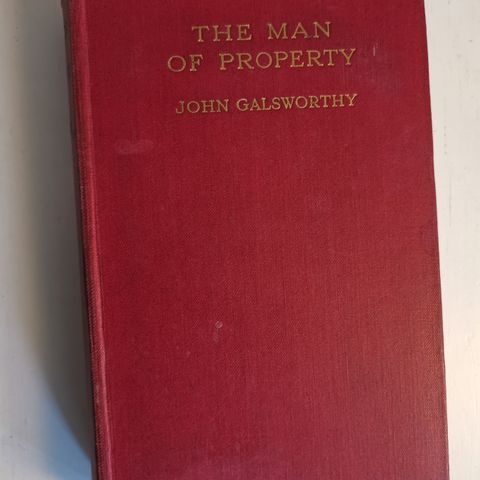 THE MAN
OF PROPERTY
JOHN GALSWORTHY